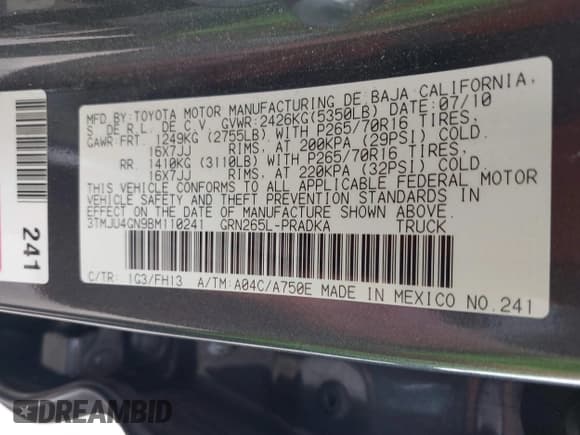 MFD.BY:TOYOTA MOTOR MANUFACTURING DE BAJA CALIFORNIA,
S. DE R.L. DE C.V. GVWR:2426KG(5350LB) DATE:07/10
GAWR:FRT. 1249KG (2755LB) WITH P265/70R16 TIRES,
16X7JJ RIMS, AT 200KPA (29PSI) COLD.
RR. 1410KG (3110LB) WITH P265/70R16 TIRES,
16X7JJ RIMS, AT 220KPA (32PSI) COLD
THIS VEHICLE CONFORMS TO ALL APPLICABLE FEDERAL MOTOR
VEHICLE SAFETY AND THEFT PREVENTION STANDARDS IN
EFFECT ON THE DATE OF MANUFACTURE SHOWN ABOVE.
3TMJU4GN9BM110241 GRN265L-PRADKA TRUCK
C/TR: 1G3/FH13 A/TM:A04C/A750E MADE IN MEXICO NO.241
241
DREAMBID